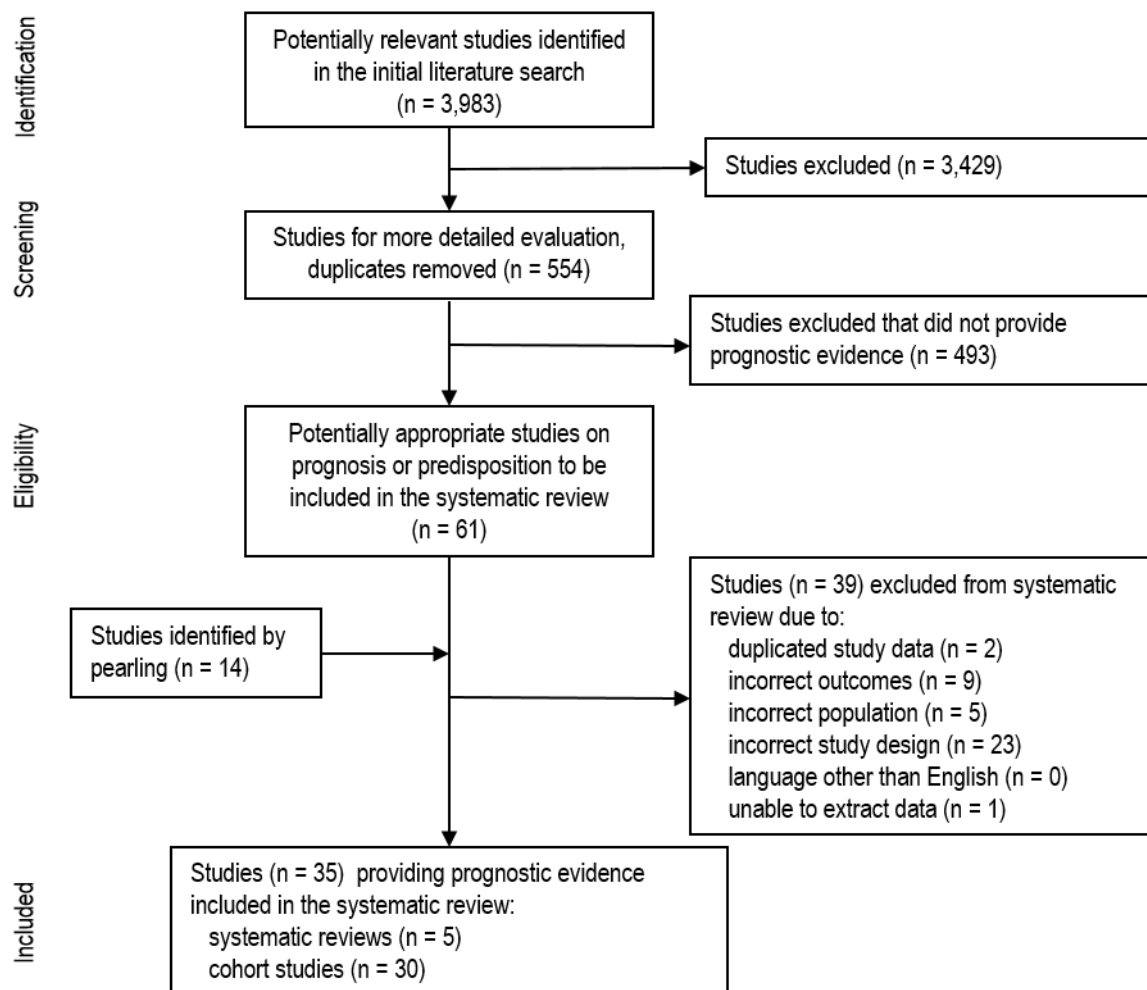 Identification
Potentially relevant studies identified
in the initial literature search
(n = 3,983)
Studies excluded (n = 3,429)
Screening
Studies for more detailed evaluation,
duplicates removed (n = 554)
Studies excluded that did not provide
prognostic evidence (n = 493)
Eligibility
Potentially appropriate studies on
prognosis or predisposition to be
included in the systematic review
(n = 61)
Studies identified by
pearling (n = 14)
Studies (n = 39) excluded from systematic
review due to:
duplicated study data (n = 2)
incorrect outcomes (n = 9)
incorrect population (n = 5)
incorrect study design (n = 23)
language other than English (n = 0)
unable to extract data (n = 1)
Included
Studies (n = 35) providing prognostic evidence
included in the systematic review:
systematic reviews (n = 5)
cohort studies (n = 30)